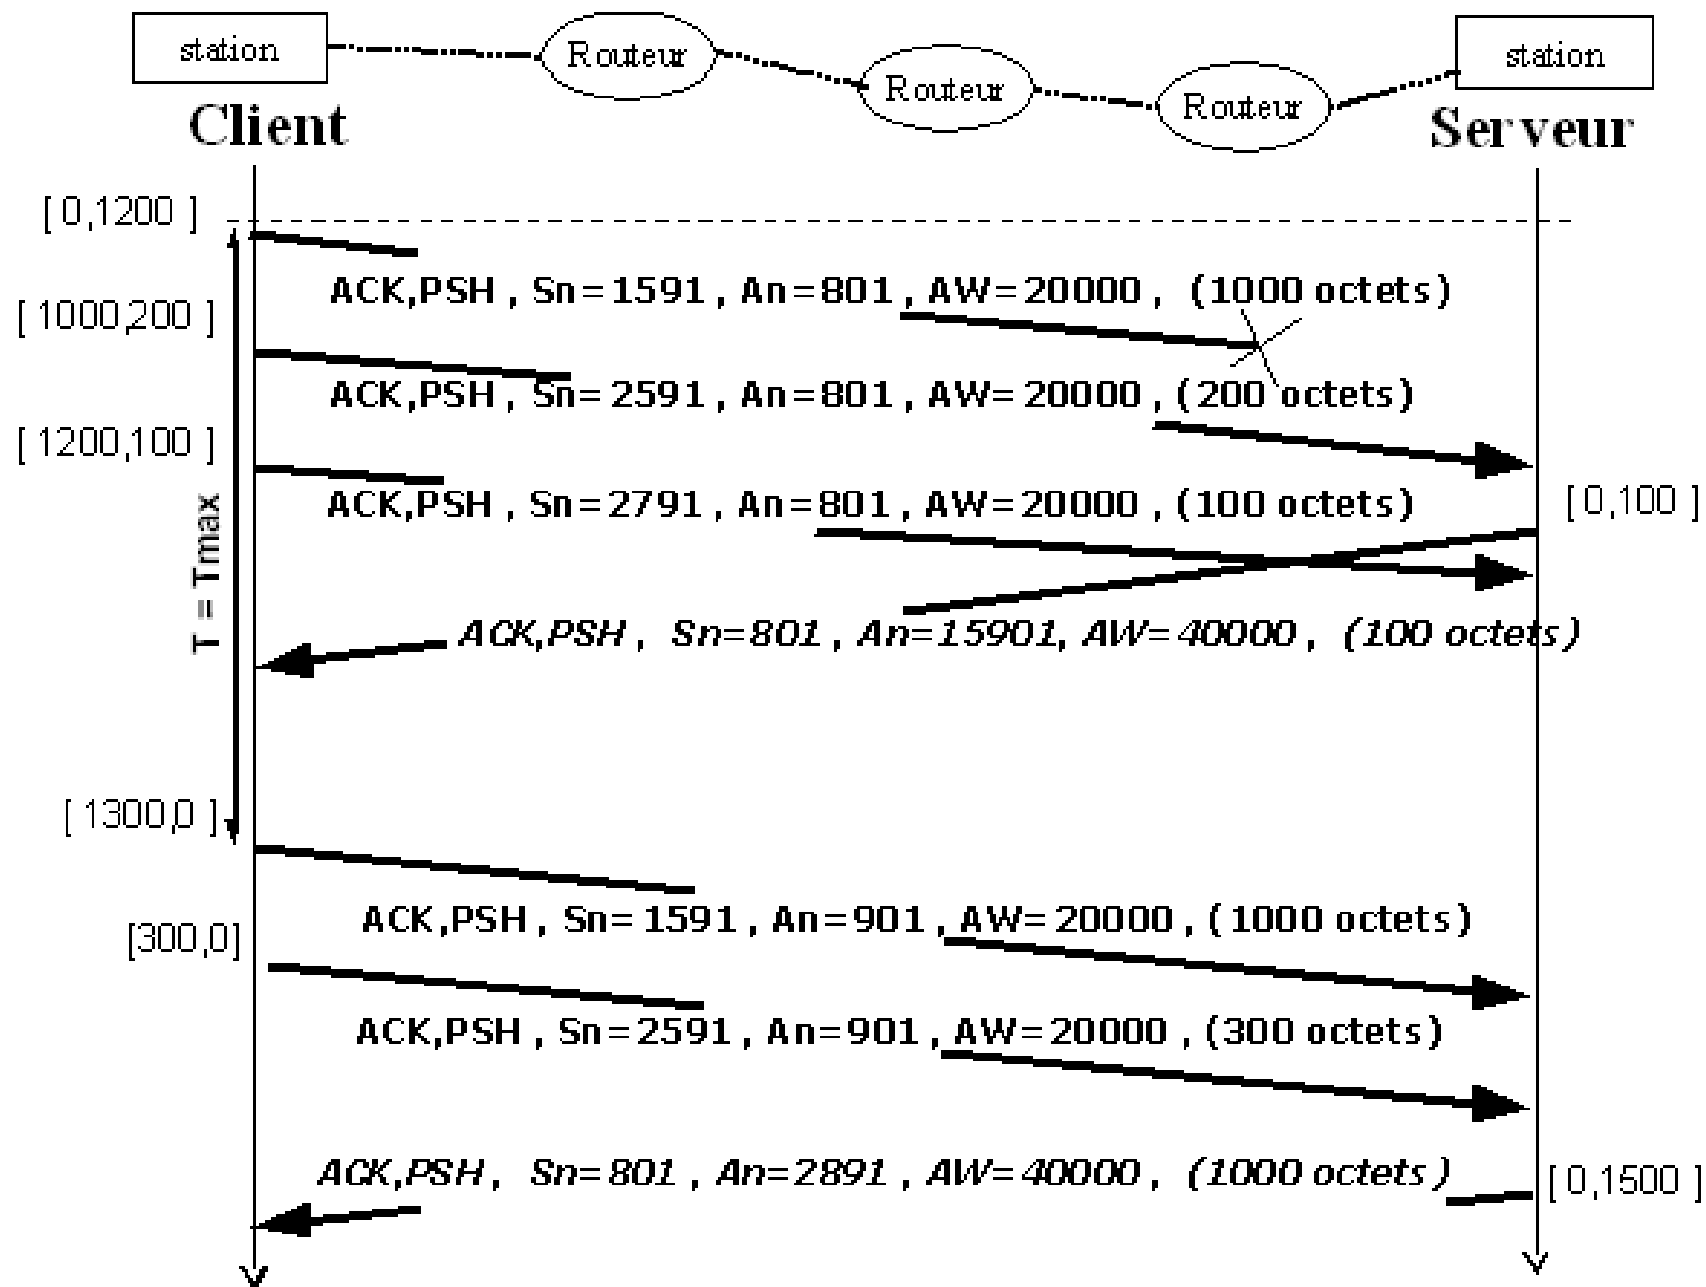 station
Routeur
Routeur
Routeur
station
Client
Serveur
[ 0,1200 ]
ACK,PSH , Sn=1591 , An=801 , AW=20000 , (1000 octets)
[ 1000,200 ]
ACK,PSH , Sn=2591 , An=801 , AW=20000 , (200 octets)
[ 1200,100 ]
ACK,PSH , Sn=2791 , An=801 , AW=20000 , (100 octets)
[ 0,100 ]
T = Tmax
ACK,PSH , Sn=801 , An=15901, AW=40000 , (100 octets)
[ 1300,0 ]
ACK,PSH , Sn=1591 , An=901 , AW=20000 , (1000 octets)
[300,0]
ACK,PSH , Sn=2591 , An=901 , AW=20000 , (300 octets)
ACK,PSH, Sn=801 , An=2891 , AW=40000 , (1000 octets)
[ 0,1500 ]